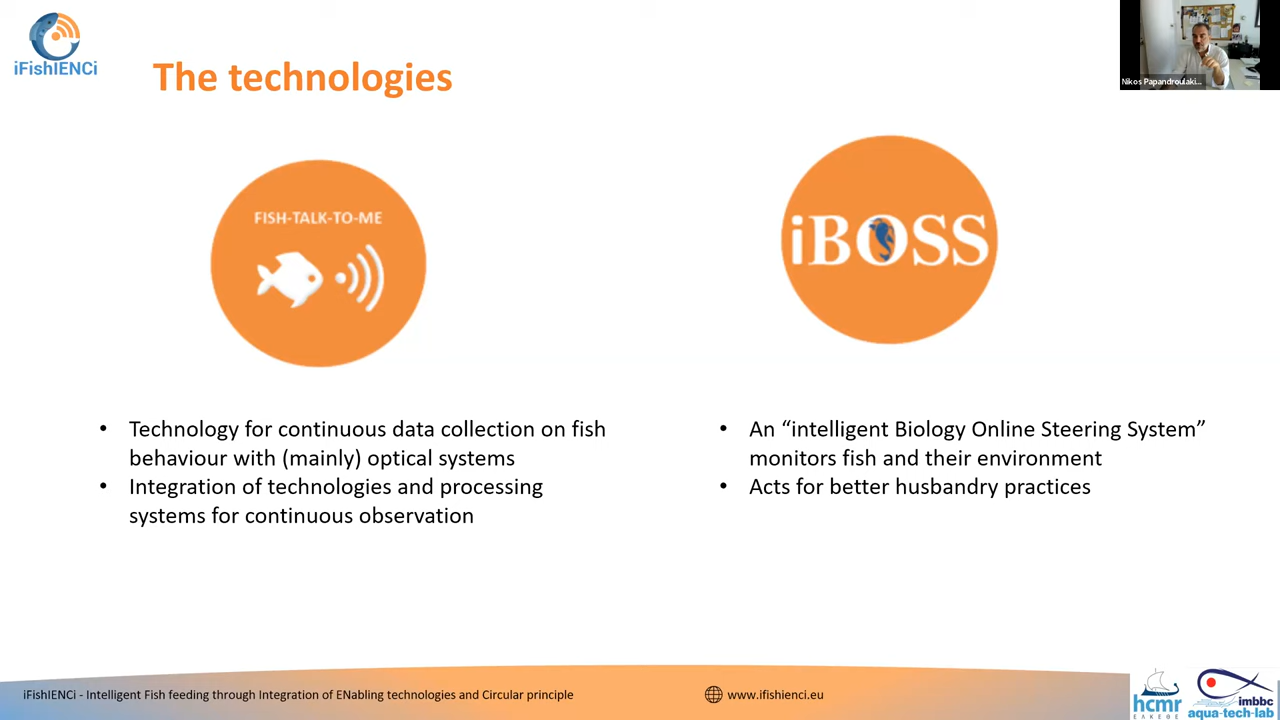 iFishIENCi
The technologies
Nikos Papandroulaki...
FISH-TALK-TO-ME
iBOSS
• Technology for continuous data collection on fish
behaviour with (mainly) optical systems
• Integration of technologies and processing
systems for continuous observation
• An “intelligent Biology Online Steering System”
monitors fish and their environment
• Acts for better husbandry practices
iFishIENCi - Intelligent Fish feeding through Integration of ENabling technologies and Circular principle
www.ifishienci.eu
hcmr
ΕΛΚΕΘΕ
imbbc
aqua-tech-lab